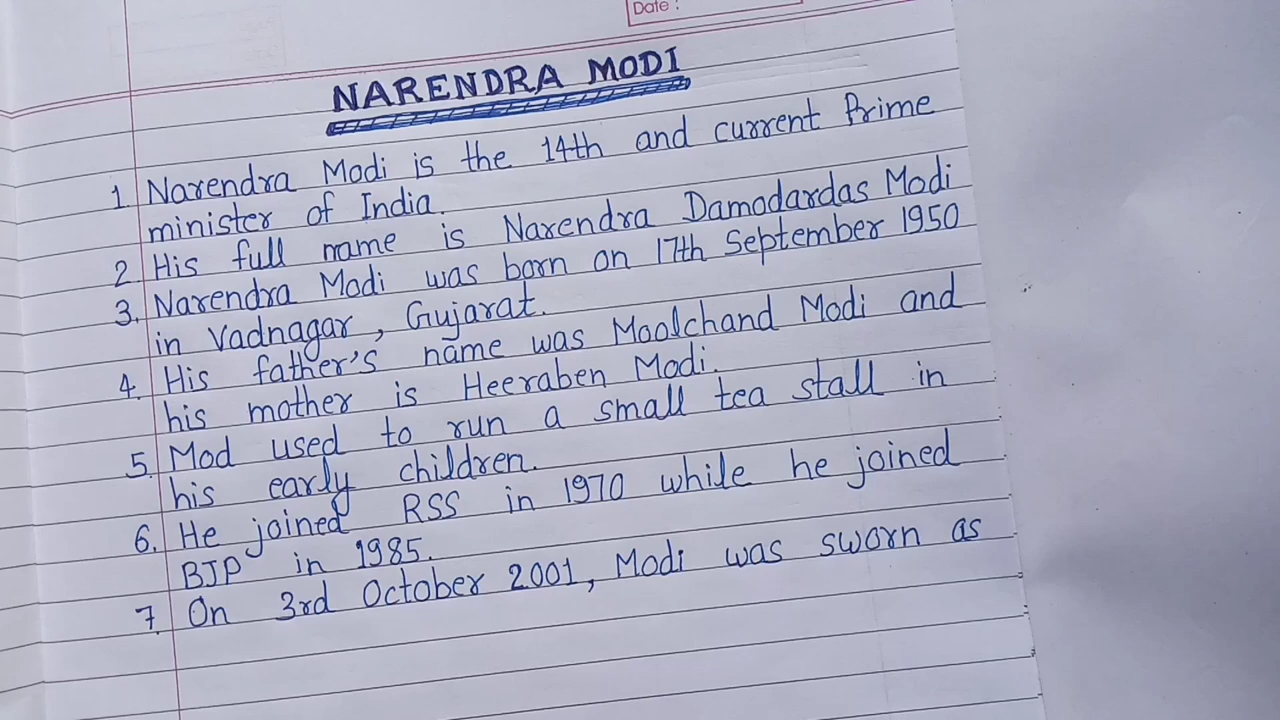 Date :
NARENDRA MODI
1 Narendra Modi is the 14th and current Prime
minister of India.
2 His full name is Narendra Damodardas Modi
3. Narendra Modi was born on 17th September 1950
in Vadnagar, Gujarat.
4. His father's name was Moolchand Modi and
his mother is Heeraben Modi.
5. Mod used to run a small tea stall in
his early children.
6. He joined RSS in 1970 while he joined
BJP in 1985.
7. On 3rd October 2001, Modi was sworn as